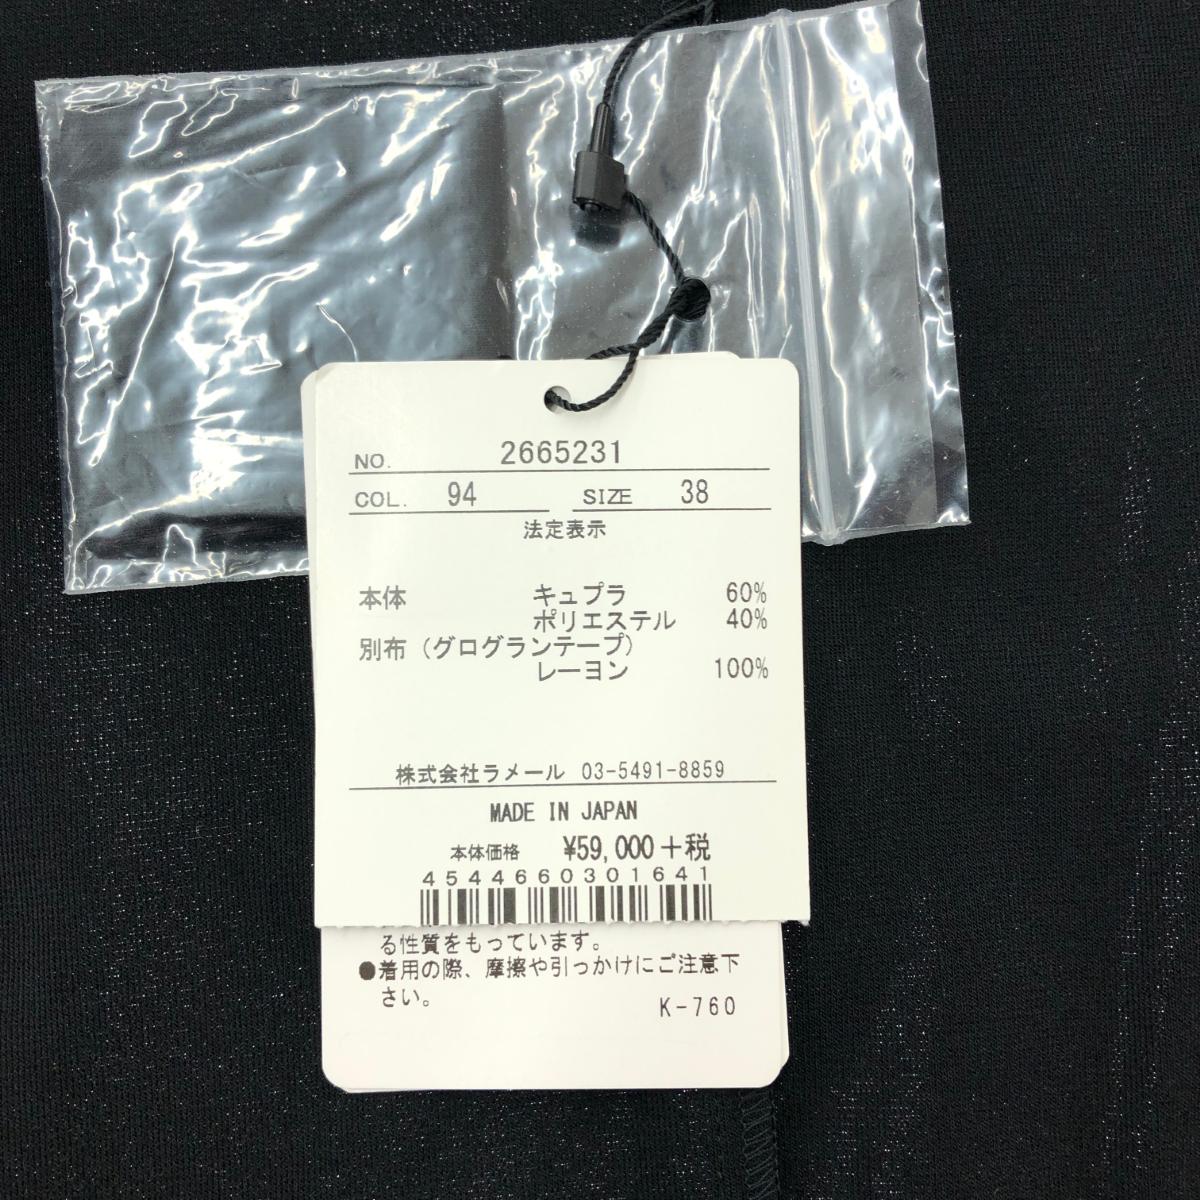 NO. 2665231
COL. 94 SIZE 38
法定表示
本体 キュプラ 60%
ポリエステル 40%
別布(グログランテープ)
レーヨン 100%
株式会社ラメール 03-5491-8859
MADE IN JAPAN
本体価格 ¥59,000+税
4544660301641
る性質をもっています。
●着用の際、摩擦や引っかけにご注意下
さい。
K-760